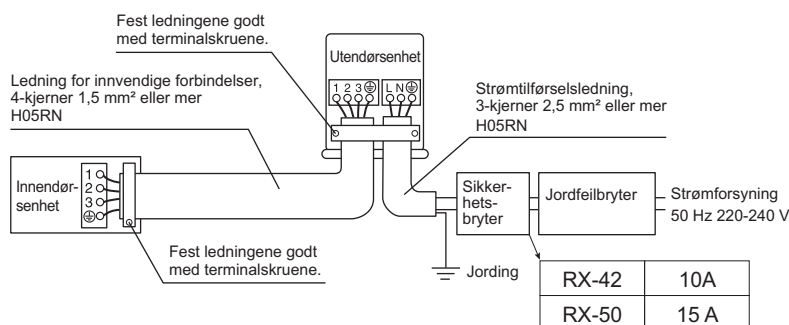 Fest ledningene godt
med terminalskruene.
Utendørsenhet
1 2 3
L N
Ledning for innvendige forbindelser,
4-kjerner 1,5 mm² eller mer
H05RN
Strømtilførselsledning,
3-kjerner 2,5 mm² eller mer
H05RN
Innendør-
senhet
1
2
3
Sikker-
hets-
bryter
Jordfeilbryter
Strømforsyning
50 Hz 220-240 V
Fest ledningene godt
med terminalskruene.
Jording
RX-42 10A
RX-50 15 A